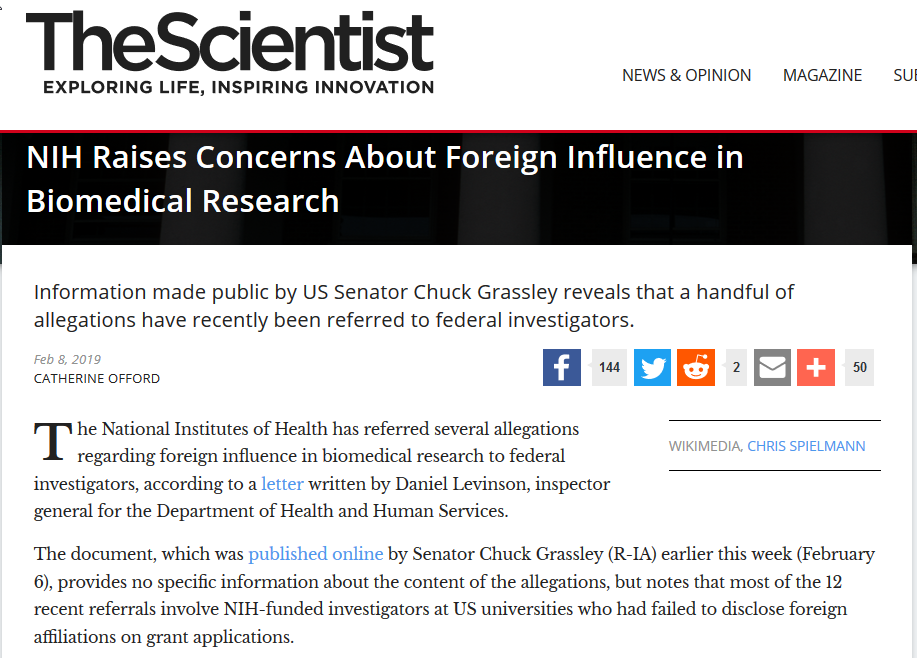 TheScientist
EXPLORING LIFE, INSPIRING INNOVATION
NEWS & OPINION MAGAZINE SUB
NIH Raises Concerns About Foreign Influence in
Biomedical Research
Information made public by US Senator Chuck Grassley reveals that a handful of
allegations have recently been referred to federal investigators.
Feb 8, 2019
CATHERINE OFFORD
f 144 2 50
The National Institutes of Health has referred several allegations
regarding foreign influence in biomedical research to federal
investigators, according to a letter written by Daniel Levinson, inspector
general for the Department of Health and Human Services.
WIKIMEDIA, CHRIS SPIELMANN
The document, which was published online by Senator Chuck Grassley (R-IA) earlier this week (February
6), provides no specific information about the content of the allegations, but notes that most of the 12
recent referrals involve NIH-funded investigators at US universities who had failed to disclose foreign
affiliations on grant applications.